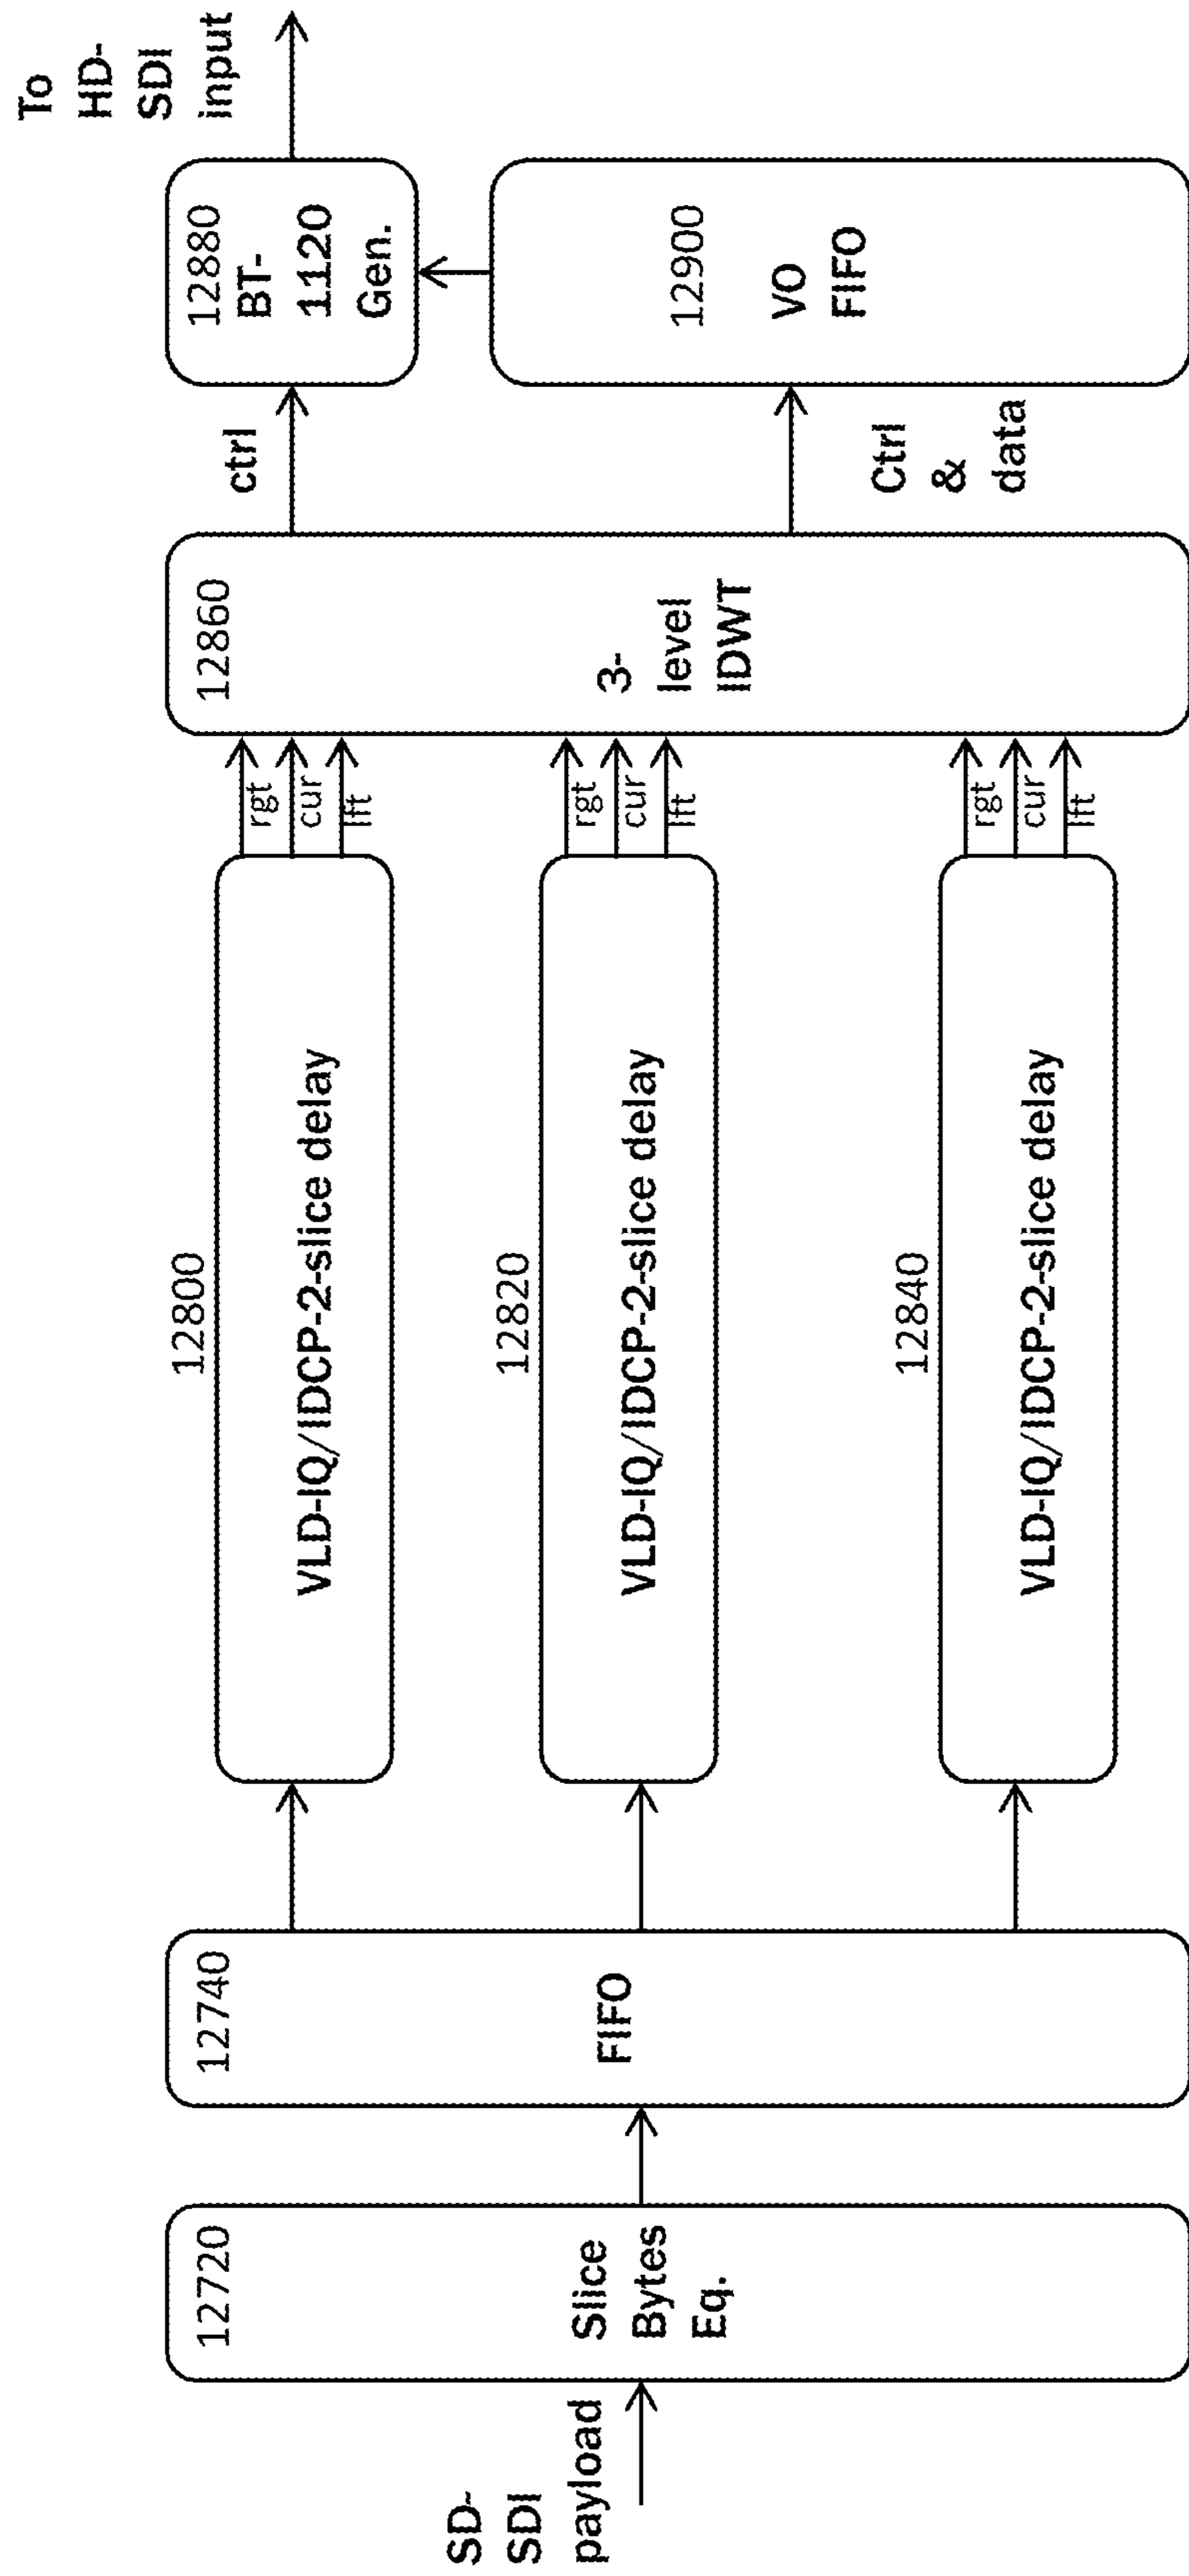 SD-
SDI
payload
12720
Slice
Bytes
Eq.
12740
FIFO
12800
VLD-IQ/IDCP-2-slice delay
12820
VLD-IQ/IDCP-2-slice delay
12840
VLD-IQ/IDCP-2-slice delay
rgt
cur
lft
rgt
cur
lft
rgt
cur
lft
12860
3-
level
IDWT
ctrl
Ctrl
&
data
12880
BT-
1120
Gen.
12900
VO
FIFO
To
HD-
SDI
input